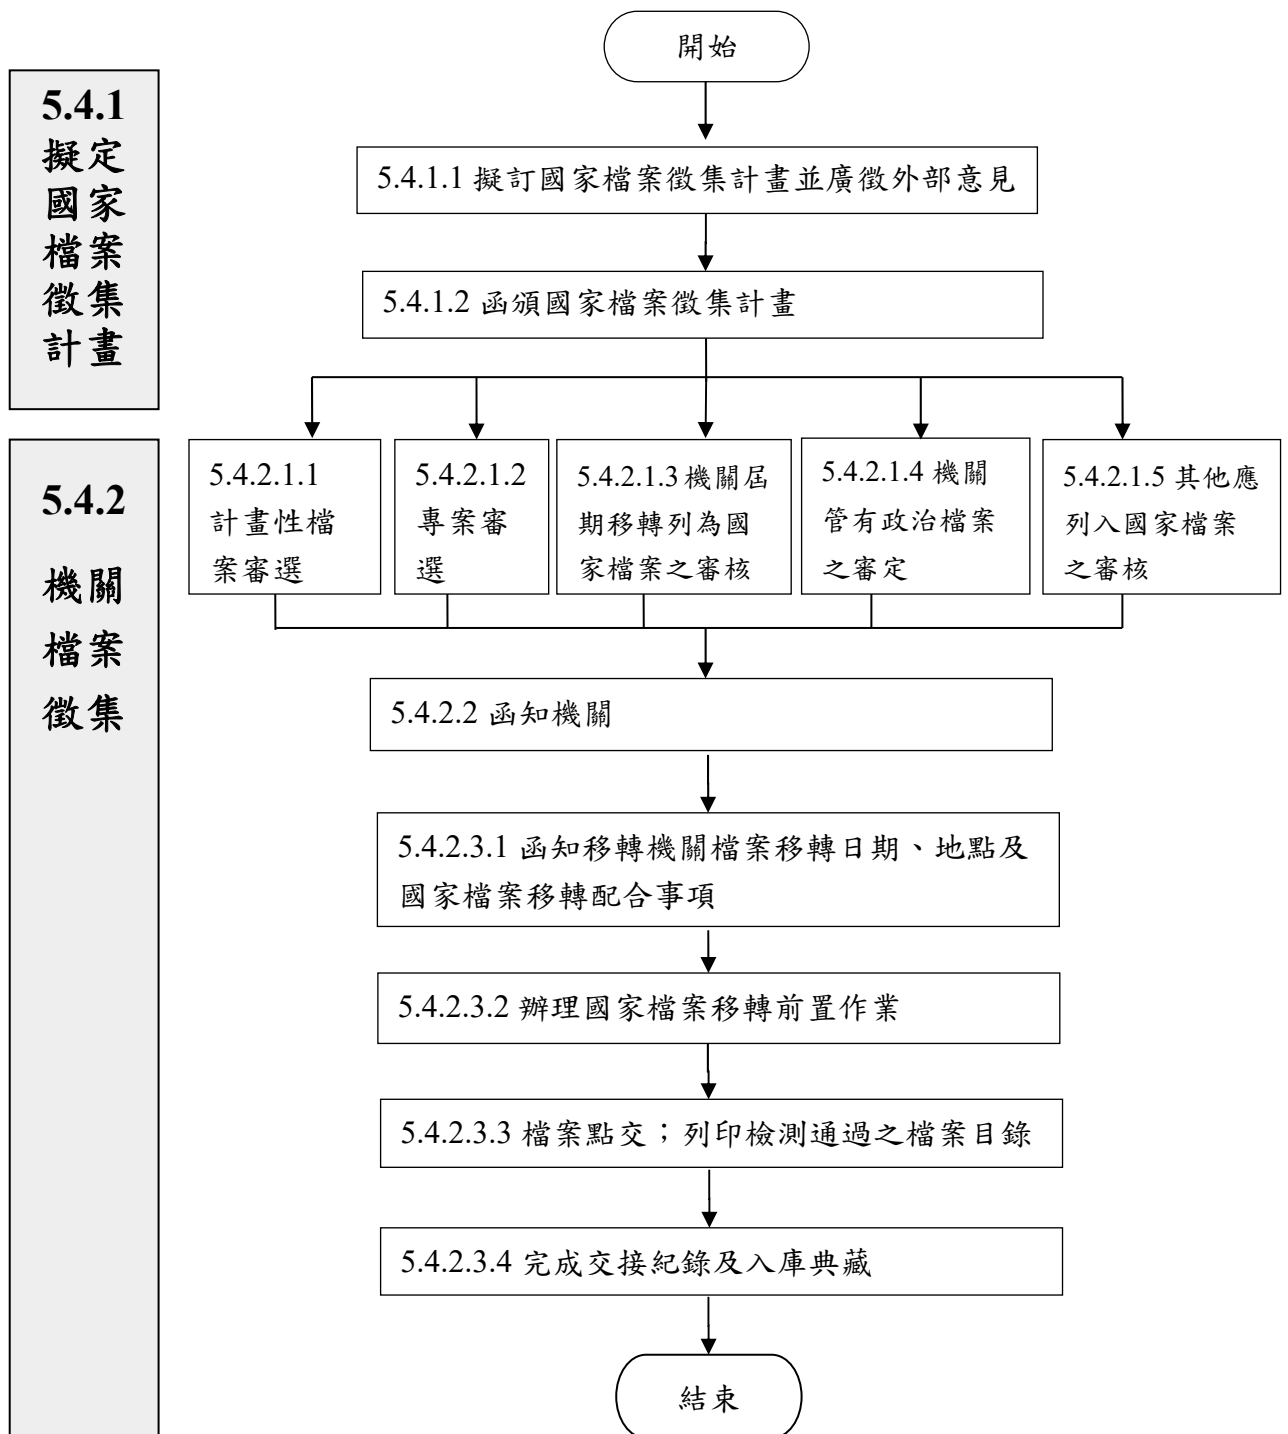 開始
5.4.1
擬定
國家
檔案
徵集
計畫
5.4.1.1 擬訂國家檔案徵集計畫並廣徵外部意見
5.4.1.2 函頒國家檔案徵集計畫
5.4.2
機關
檔案
徵集
5.4.2.1.1
計畫性檔
案審選
5.4.2.1.2
專案審
選
5.4.2.1.3 機關屆
期移轉列為國
家檔案之審核
5.4.2.1.4 機關
管有政治檔案
之審定
5.4.2.1.5 其他應
列入國家檔案
之審核
5.4.2.2 函知機關
5.4.2.3.1 函知移轉機關檔案移轉日期、地點及
國家檔案移轉配合事項
5.4.2.3.2 辦理國家檔案移轉前置作業
5.4.2.3.3 檔案點交；列印檢測通過之檔案目錄
5.4.2.3.4 完成交接紀錄及入庫典藏
結束